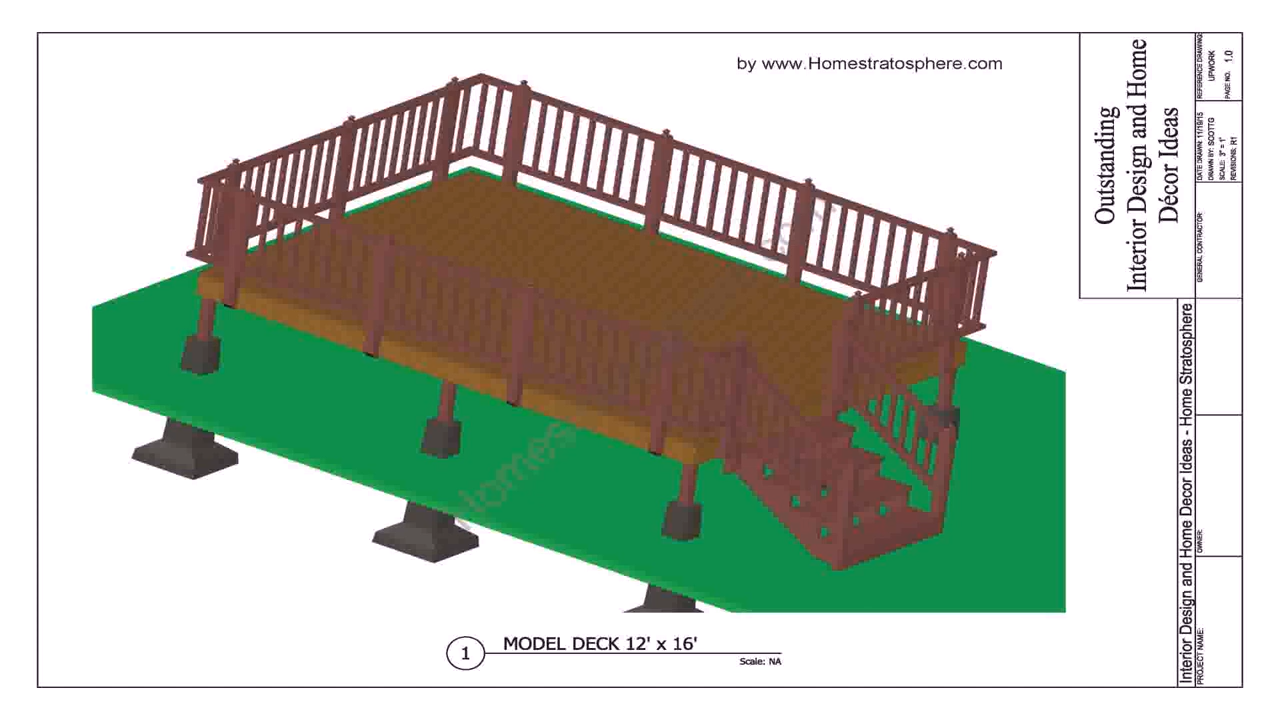 by www.Homestratosphere.com
Outstanding
Interior Design and Home
Décor Ideas
REFERENCE DRAWING:
UPWORK
PAGE NO. 1.0
DATE DRAWN: 11/19/15
DRAWN BY: SCOTTG
SCALE: 3" = 1'
REVISIONS: R1
GENERAL CONTRACTOR:
OWNER:
Interior Design and Home Decor Ideas - Home Stratosphere
PROJECT NAME:
1
MODEL DECK 12' x 16'
Scale: NA